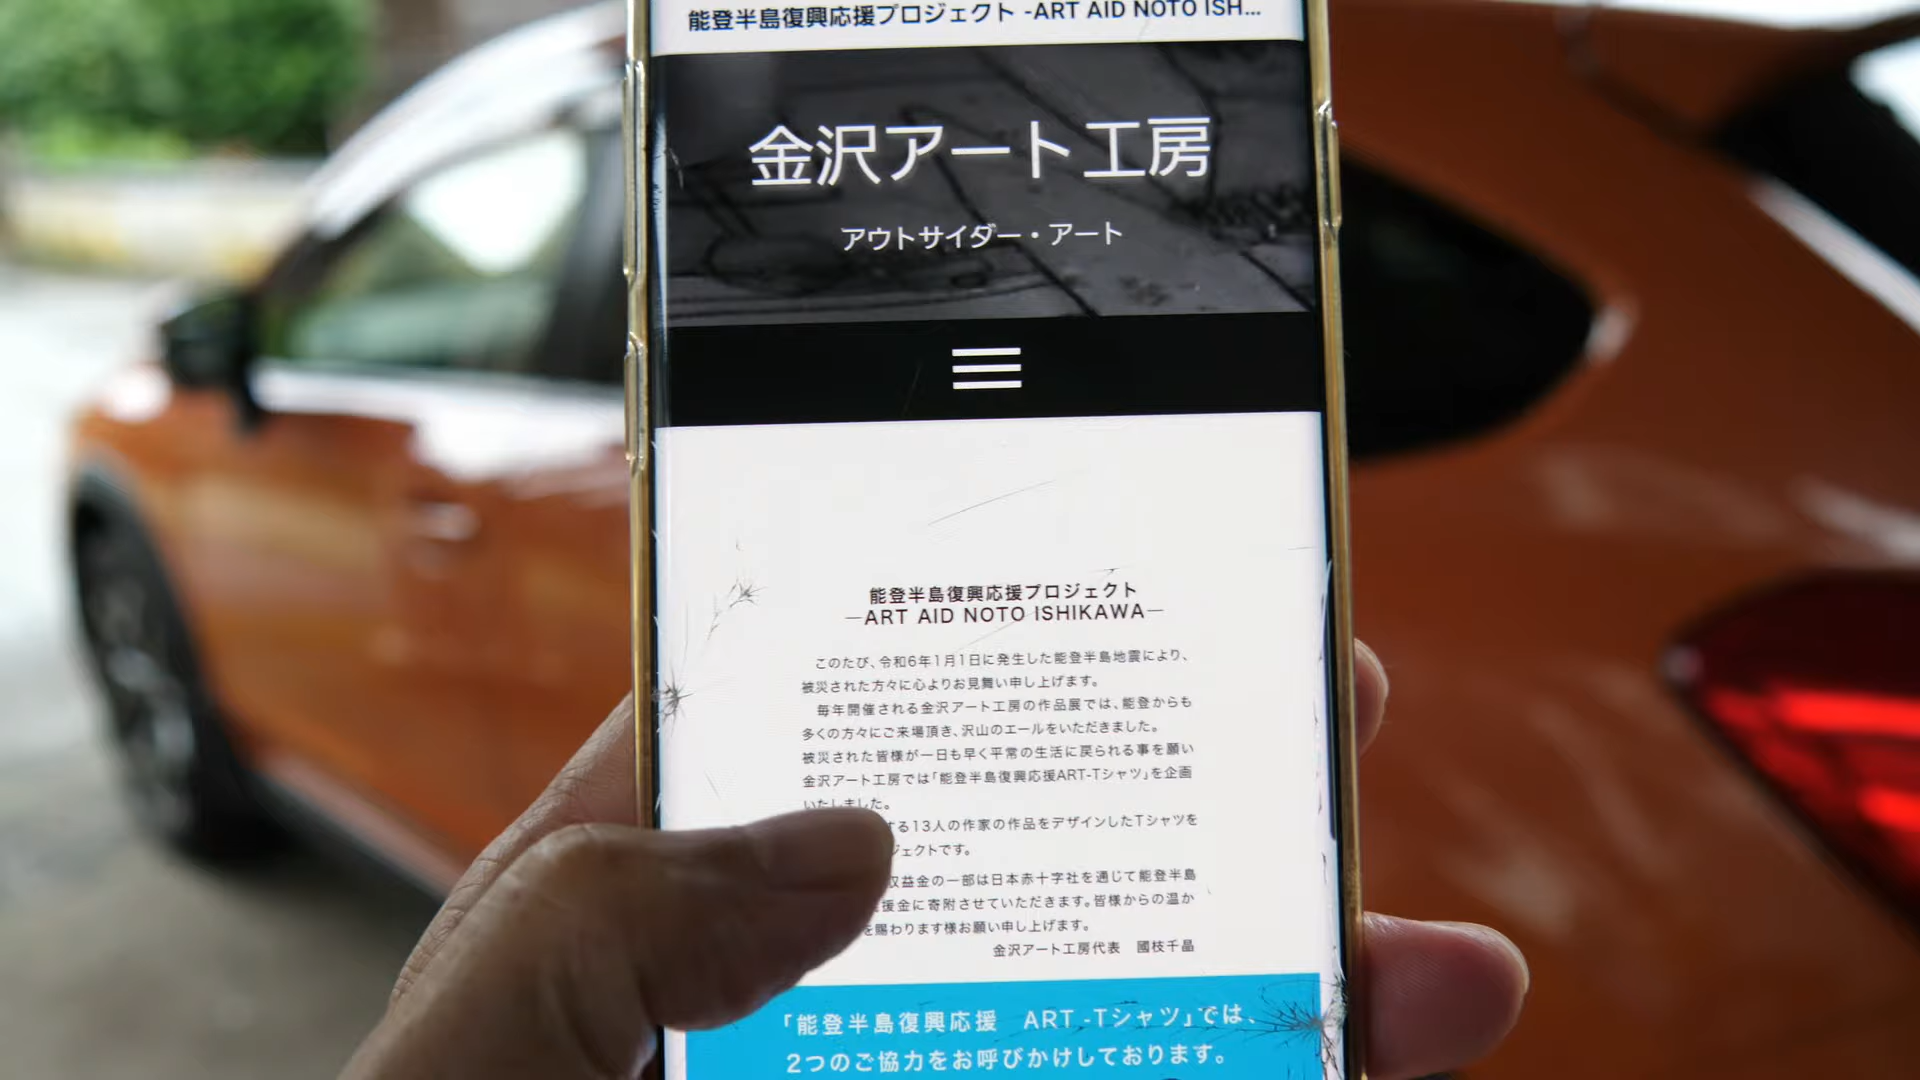 能登半島復興応援プロジェクト -ART AID NOTO ISH...
金沢アート工房
アウトサイダー・アート
能登半島復興応援プロジェクト
―ART AID NOTO ISHIKAWA―
このたび、令和6年1月1日に発生した能登半島地震により、
被災された方々に心よりお見舞い申し上げます。
毎年開催される金沢アート工房の作品展では、能登からも
多くの方々にご来場頂き、沢山のエールをいただきました。
被災された皆様が一日も早く平常の生活に戻られる事を願い
金沢アート工房では「能登半島復興応援ART-Tシャツ」を企画
いたしました。
する13人の作家の作品をデザインしたTシャツを
ジェクトです。
収益金の一部は日本赤十字社を通じて能登半島
援金に寄附させていただきます。皆様からの温か
を賜わります様お願い申し上げます。
金沢アート工房代表 國枝千晶
「能登半島復興応援 ART-Tシャツ」では、
2つのご協力をお呼びかけしております。